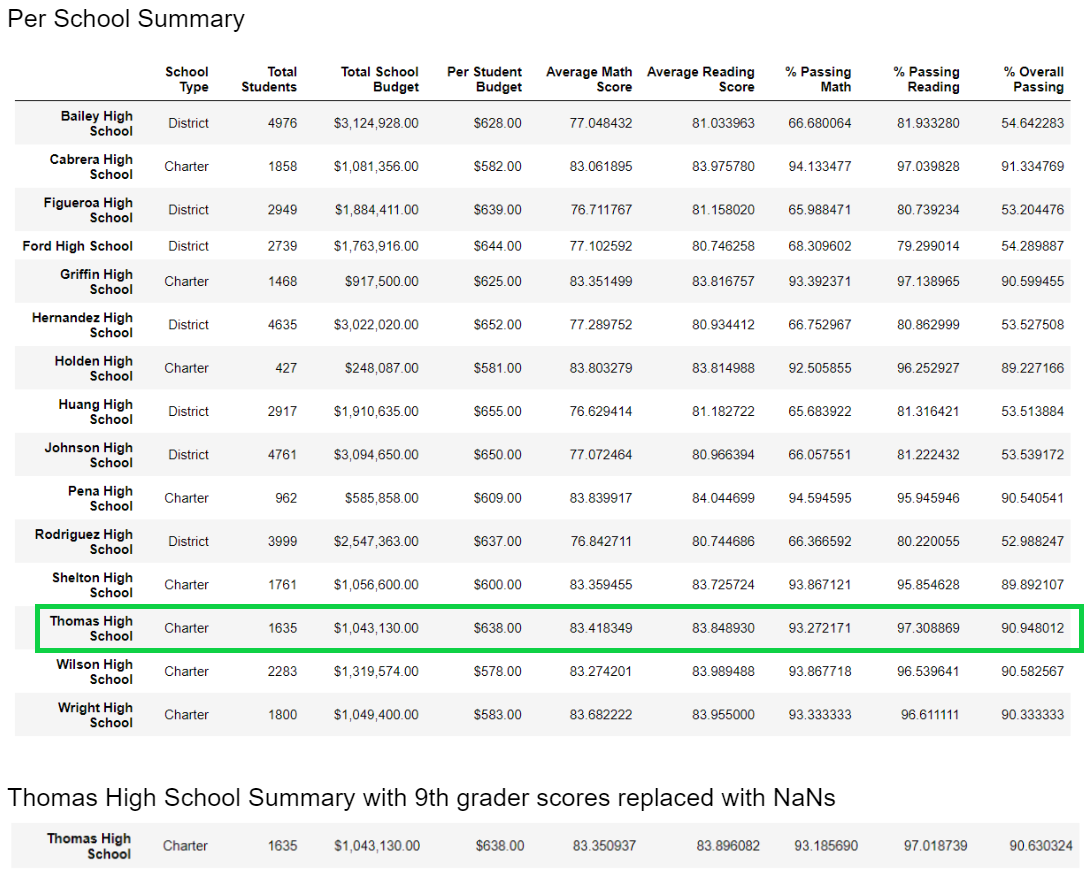 Per School Summary
School Type Total Students Total School Budget Per Student Budget Average Math Score Average Reading Score % Passing Math % Passing Reading % Overall Passing
Bailey High School District 4976 $3,124,928.00 $628.00 77.048432 81.033963 66.680064 81.933280 54.642283
Cabrera High School Charter 1858 $1,081,356.00 $582.00 83.061895 83.975780 94.133477 97.039828 91.334769
Figueroa High School District 2949 $1,884,411.00 $639.00 76.711767 81.158020 65.988471 80.739234 53.204476
Ford High School District 2739 $1,763,916.00 $644.00 77.102592 80.746258 68.309602 79.299014 54.289887
Griffin High School Charter 1468 $917,500.00 $625.00 83.351499 83.816757 93.392371 97.138965 90.599455
Hernandez High School District 4635 $3,022,020.00 $652.00 77.289752 80.934412 66.752967 80.862999 53.527508
Holden High School Charter 427 $248,087.00 $581.00 83.803279 83.814988 92.505855 96.252927 89.227166
Huang High School District 2917 $1,910,635.00 $655.00 76.629414 81.182722 65.683922 81.316421 53.513884
Johnson High School District 4761 $3,094,650.00 $650.00 77.072464 80.966394 66.057551 81.222432 53.539172
Pena High School Charter 962 $585,858.00 $609.00 83.839917 84.044699 94.594595 95.945946 90.540541
Rodriguez High School District 3999 $2,547,363.00 $637.00 76.842711 80.744686 66.366592 80.220055 52.988247
Shelton High School Charter 1761 $1,056,600.00 $600.00 83.359455 83.725724 93.867121 95.854628 89.892107
Thomas High School Charter 1635 $1,043,130.00 $638.00 83.418349 83.848930 93.272171 97.308869 90.948012
Wilson High School Charter 2283 $1,319,574.00 $578.00 83.274201 83.989488 93.867718 96.539641 90.582567
Wright High School Charter 1800 $1,049,400.00 $583.00 83.682222 83.955000 93.333333 96.611111 90.333333
Thomas High School Summary with 9th grader scores replaced with NaNs
Thomas High School Charter 1635 $1,043,130.00 $638.00 83.350937 83.896082 93.185690 97.018739 90.630324